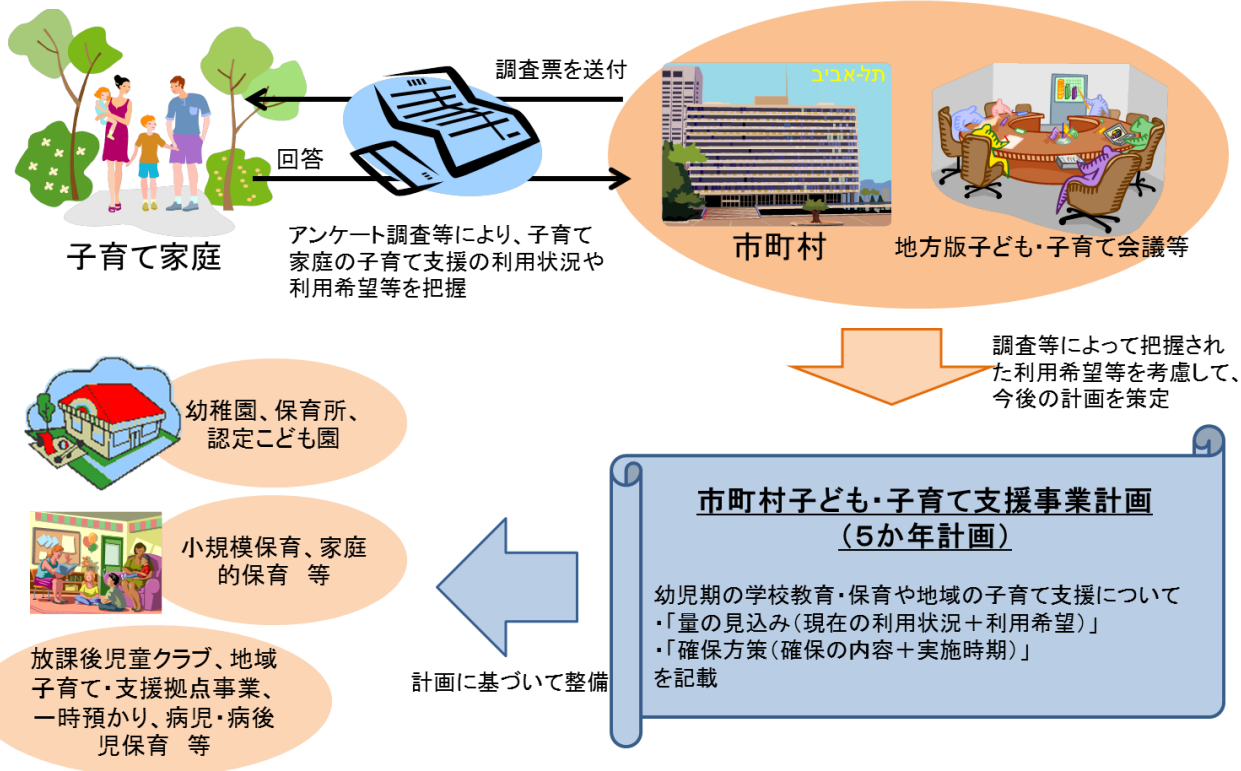 調査票を送付
תל-אביב
回答
子育て家庭
アンケート調査等により、子育て
家庭の子育て支援の利用状況や
利用希望等を把握
市町村
地方版子ども・子育て会議等
調査等によって把握され
た利用希望等を考慮して、
今後の計画を策定
幼稚園、保育所、
認定こども園
小規模保育、家庭
的保育　等
放課後児童クラブ、地域
子育て・支援拠点事業、
一時預かり、病児・病後
児保育　等
計画に基づいて整備
市町村子ども・子育て支援事業計画
（５か年計画）
幼児期の学校教育・保育や地域の子育て支援について
・「量の見込み（現在の利用状況＋利用希望）」
・「確保方策（確保の内容＋実施時期）」
を記載